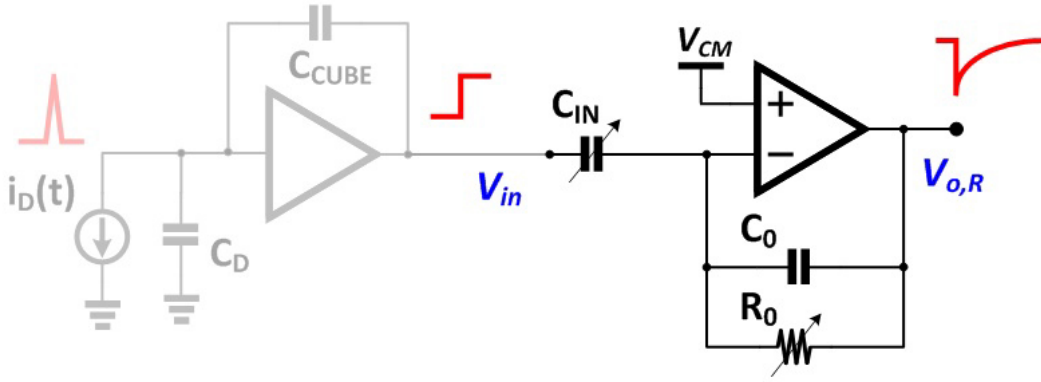 C_CUBE
V_CM
C_IN
+
−
i_D(t)
V_in
V_o,R
C_D
C_0
R_0